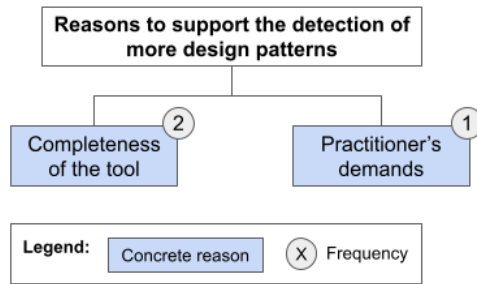 Reasons to support the detection of
more design patterns
2
Completeness
of the tool
1
Practitioner's
demands
Legend:
Concrete reason
X
Frequency